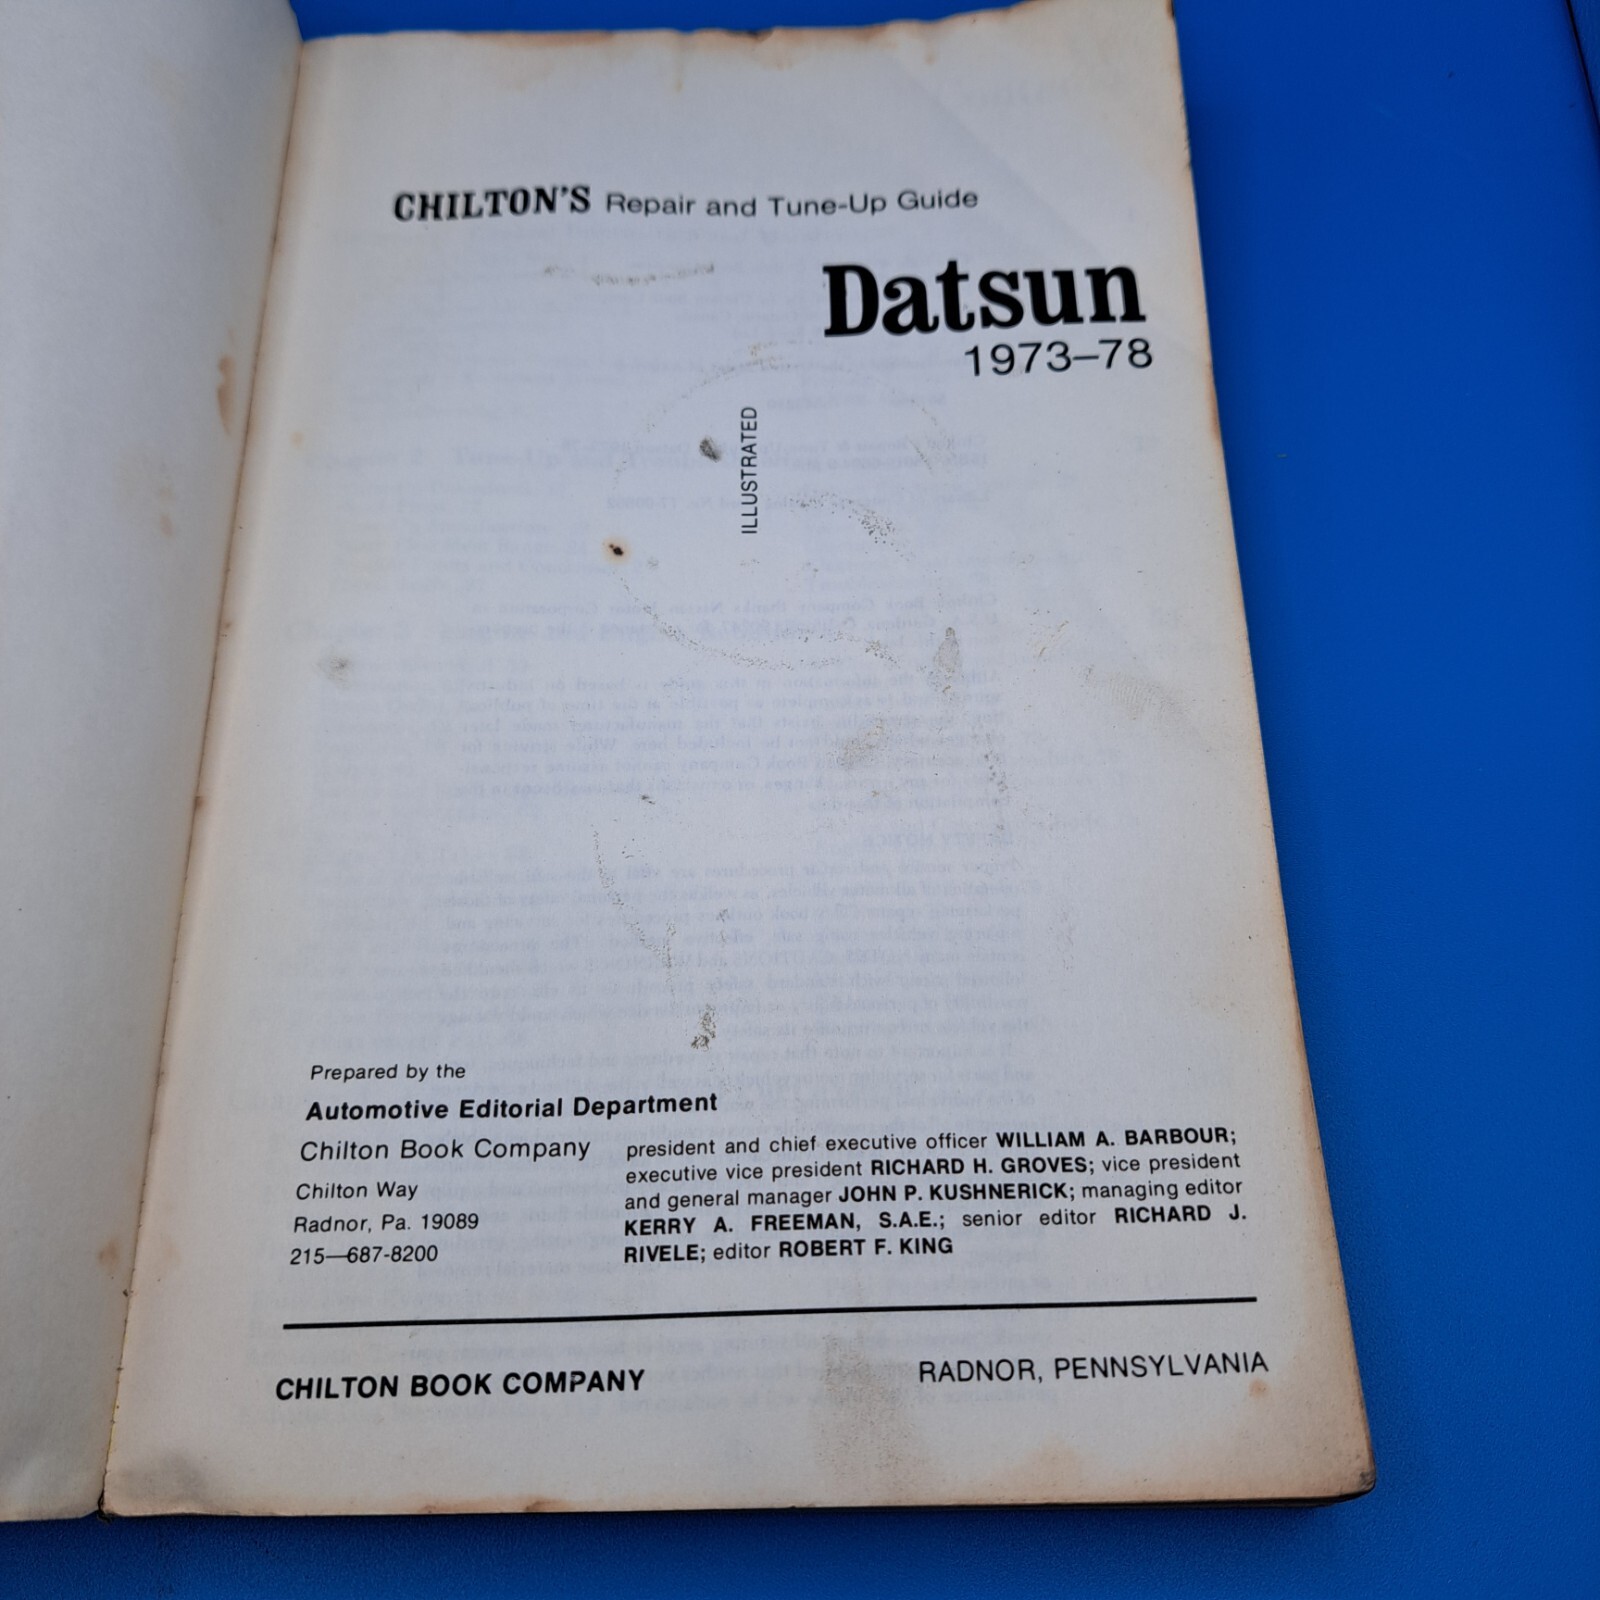 CHILTON'S Repair and Tune-Up Guide
Datsun
1973–78
ILLUSTRATED
Prepared by the
Automotive Editorial Department
Chilton Book Company
Chilton Way
Radnor, Pa. 19089
215—687-8200
president and chief executive officer WILLIAM A. BARBOUR;
executive vice president RICHARD H. GROVES; vice president
and general manager JOHN P. KUSHNERICK; managing editor
KERRY A. FREEMAN, S.A.E.; senior editor RICHARD J.
RIVELE; editor ROBERT F. KING
CHILTON BOOK COMPANY
RADNOR, PENNSYLVANIA